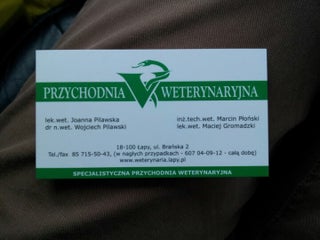 PRZYCHODNIA WETERYNARYJNA
lek.wet. Joanna Pilawska
dr n.wet. Wojciech Pilawski
inż.tech.wet. Marcin Płoński
lek.wet. Maciej Gromadzki
18-100 Łapy, ul. Brańska 2
Tel./fax 85 715-50-43, (w nagłych przypadkach - 607 04-09-12 - całą dobę)
www.weterynaria.lapy.pl
SPECJALISTYCZNA PRZYCHODNIA WETERYNARYJNA